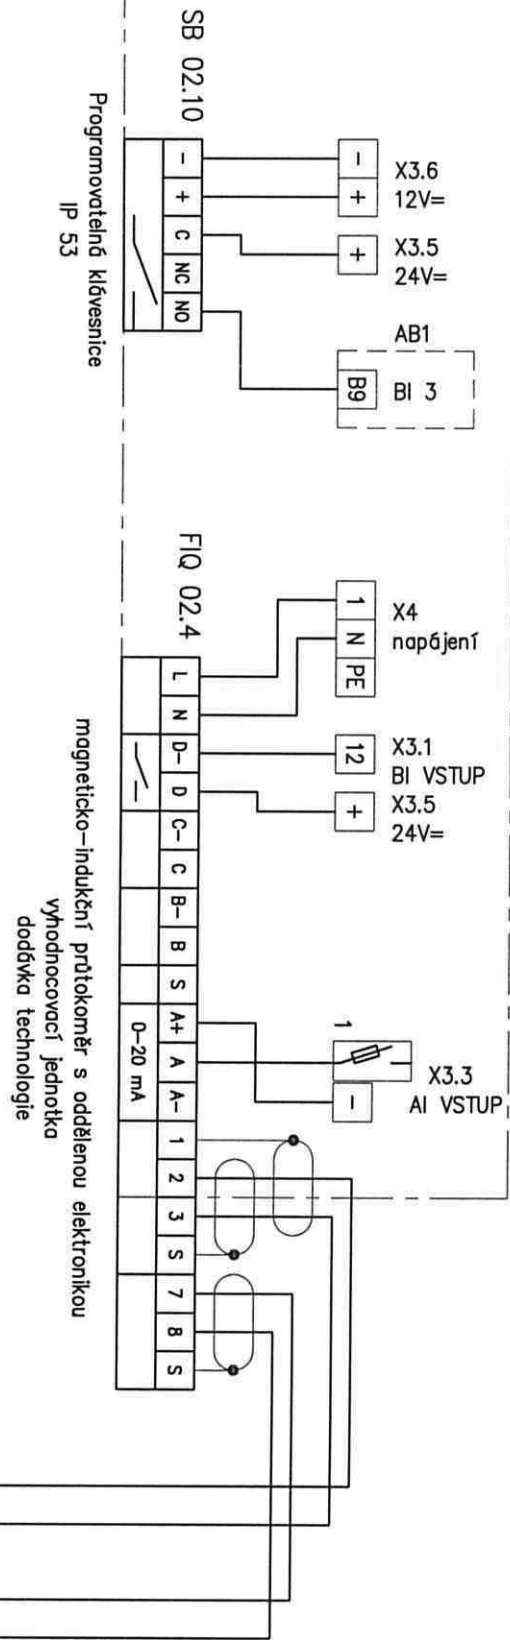 SB 02.10
Programovatelná klávesnice
IP 53
- + C NC NO
- +
X3.6
12V=
+
X3.5
24V=
AB1
B9
BI 3
FIQ 02.4
L N D- D C- C B- B S A+ A A- 1 2 3 S 7 8 S
0-20 mA
magneticko-indukční průtokoměr s oddělenou elektronikou
vyhodnocovací jednotka
dodávka technologie
1 N PE
X4
napájení
12
X3.1
BI VSTUP
+
X3.5
24V=
1
-
X3.3
AI VSTUP